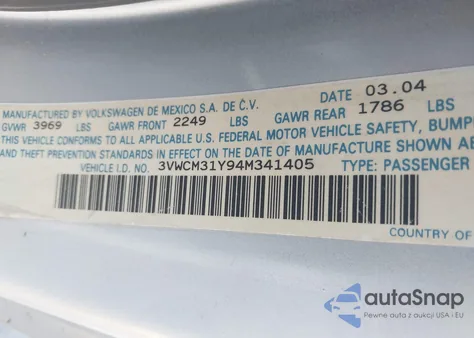 MANUFACTURED BY VOLKSWAGEN DE MEXICO S.A. DE C.V. DATE 03.04
GVWR 3969 LBS GAWR FRONT 2249 LBS GAWR REAR 1786 LBS
THIS VEHICLE CONFORMS TO ALL APPLICABLE U.S. FEDERAL MOTOR VEHICLE SAFETY, BUMP
THEFT PREVENTION STANDARDS IN EFFECT ON THE DATE OF MANUFACTURE SHOWN AB
VEHICLE I.D. NO. 3VWCM31Y94M341405 TYPE: PASSENGER
COUNTRY OF
autoSnap
Pewne auta z aukcji USA i EU